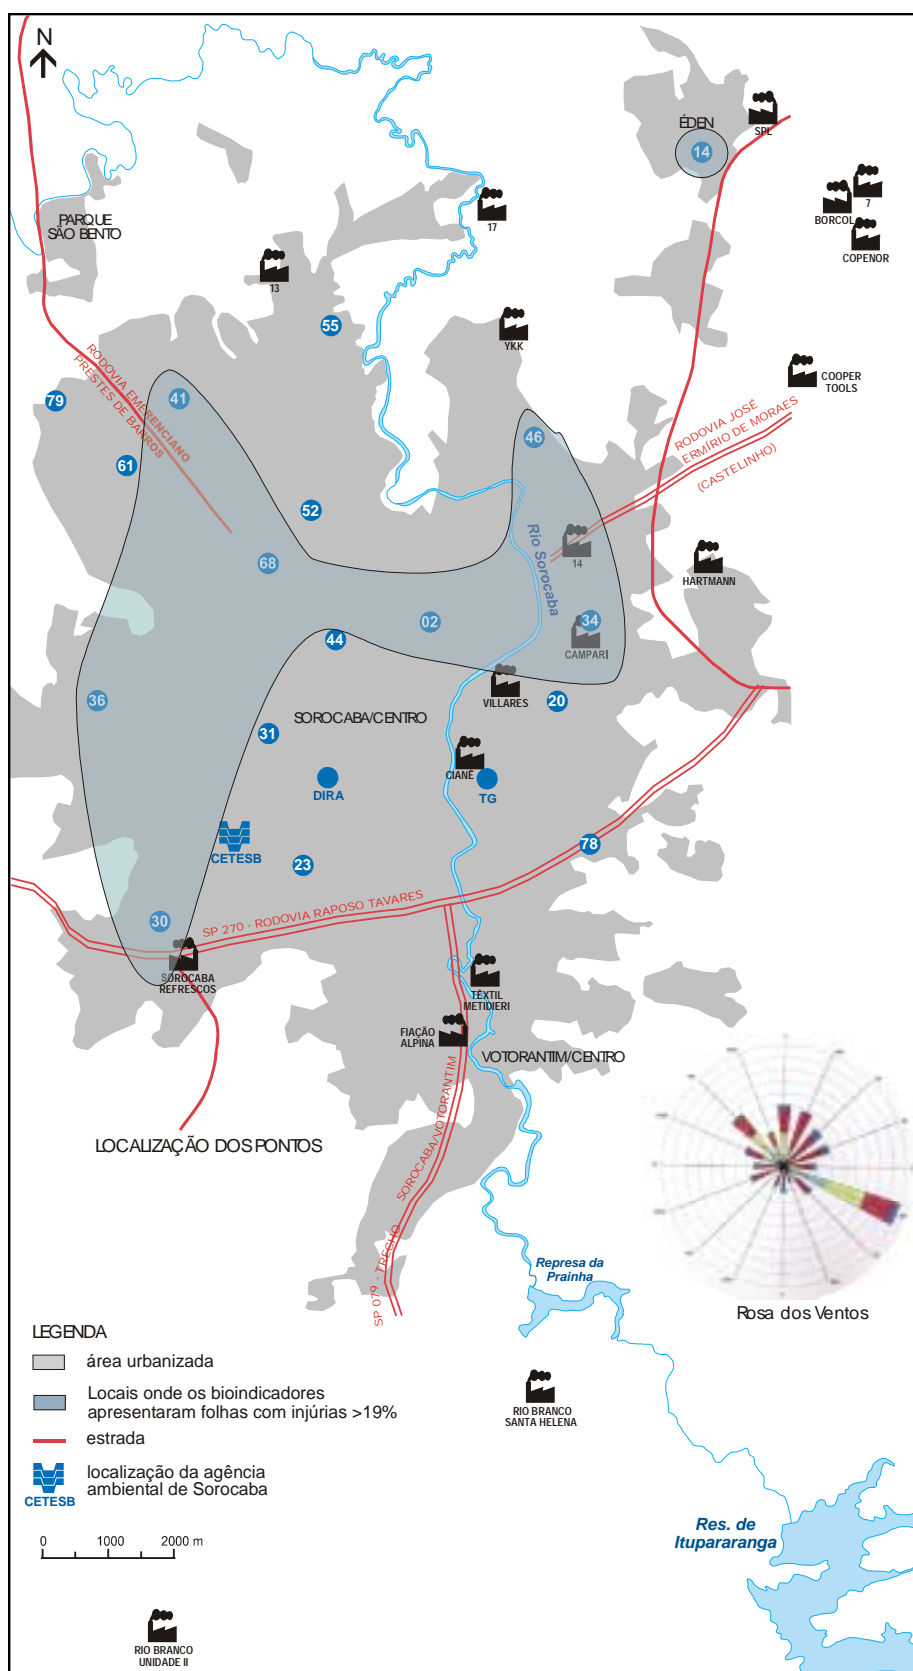 N
ÉDEN
SPL
14
7
BORCOL
COPENOR
17
PARQUE
SÃO BENTO
13
55
YKK
RODOVIA EMERENCIANO
PRESTES DE BARROS
COOPER
TOOLS
79
41
46
RODOVIA JOSÉ
ERMÍRIO DE MORAES
(CASTELINHO)
61
52
Rio Sorocaba
14
68
HARTMANN
02
34
44
CAMPARI
36
VILLARES
20
SOROCABA/CENTRO
31
CIANÊ
DIRA
TG
CETESB
23
78
SP 270 - RODOVIA RAPOSO TAVARES
30
SOROCABA
REFRESCOS
TÊXTIL
METIDIERI
FIAÇÃO
ALPINA
VOTORANTIM/CENTRO
LOCALIZAÇÃO DOS PONTOS
SP 079 - TRECHO SOROCABA/VOTORANTIM
Represa da
Prainha
Rosa dos Ventos
LEGENDA
área urbanizada
Locais onde os bioindicadores
apresentaram folhas com injúrias >19%
estrada
localização da agência
ambiental de Sorocaba
CETESB
RIO BRANCO
SANTA HELENA
0 1000 2000 m
Res. de
Itupararanga
RIO BRANCO
UNIDADE II